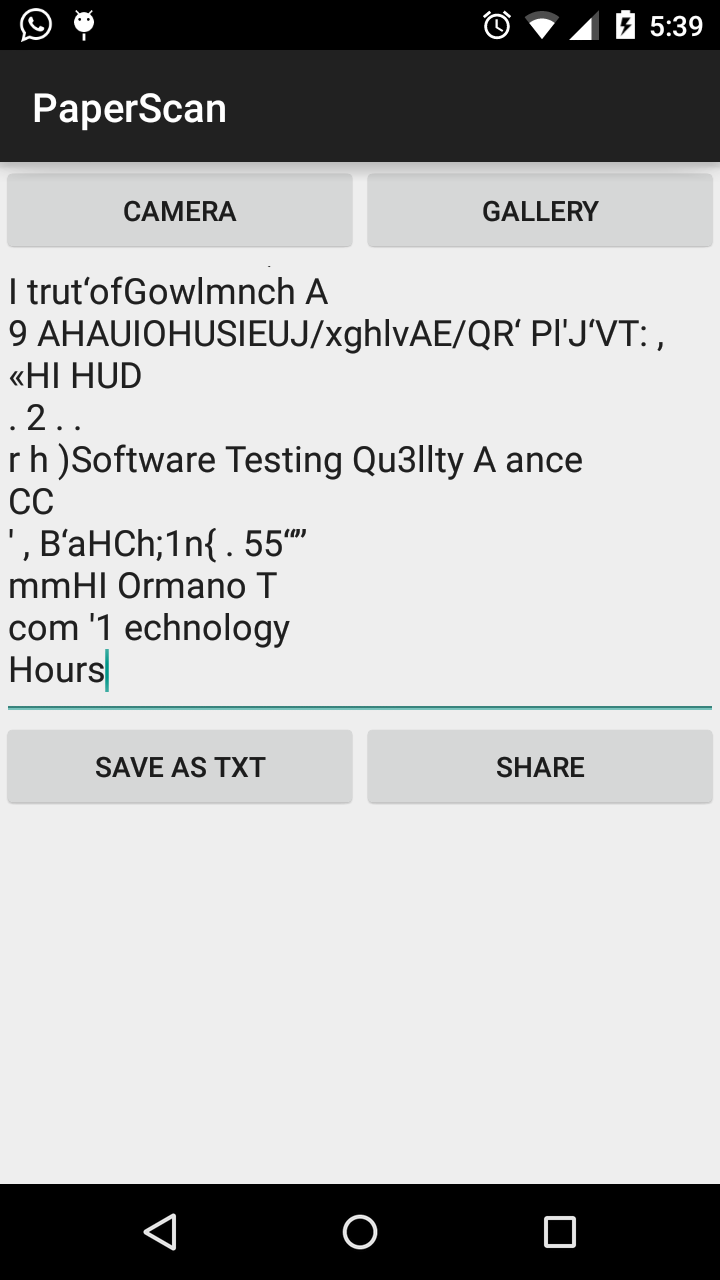 5:39
PaperScan
CAMERA
GALLERY
I trut‘ofGowlmnch A
9 AHAUIOHUSIEUJ/xghlvAE/QR‘ Pl'J‘VT: ,
«HI HUD
. 2 . .
r h )Software Testing Qu3llty A ance
CC
' , B‘aHCh;1n{ . 55“”
mmHI Ormano T
com '1 echnology
Hours
SAVE AS TXT
SHARE